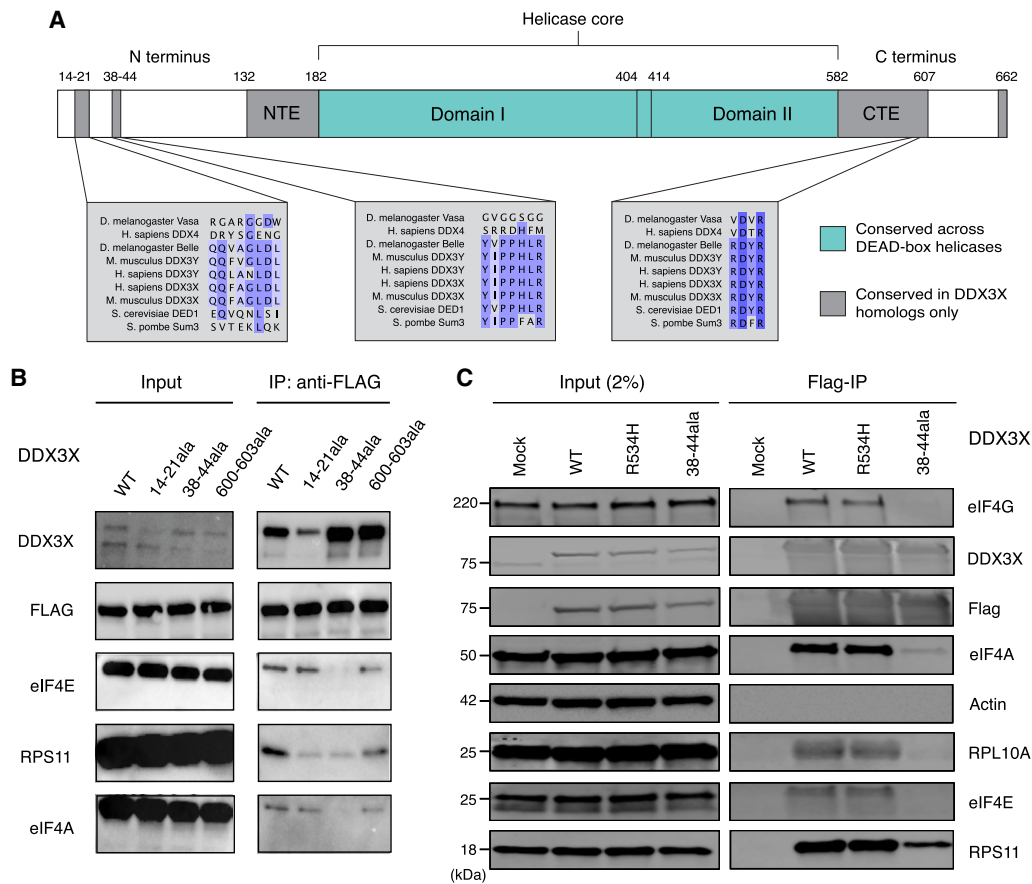 A
Helicase core
N terminus
C terminus
14-21 38-44 132 182 404 414 582 607 662
NTE Domain I Domain II CTE
D. melanogaster Vasa R G A R G G D W
H. sapiens DDX4 D R Y S G E N G
D. melanogaster Belle Q Q V A G L D L
M. musculus DDX3Y Q Q F V G L D L
H. sapiens DDX3Y Q Q L A N L D L
H. sapiens DDX3X Q Q F A G L D L
M. musculus DDX3X Q Q F A G L D L
S. cerevisiae DED1 E Q V Q N L S I
S. pombe Sum3 S V T E K L Q K
D. melanogaster Vasa G V G G S G G
H. sapiens DDX4 S R R D H F M
D. melanogaster Belle Y V P P H L R
M. musculus DDX3Y Y I P P H L R
H. sapiens DDX3Y Y I P P H L R
H. sapiens DDX3X Y I P P H L R
M. musculus DDX3X Y I P P H L R
S. cerevisiae DED1 Y V P P H L R
S. pombe Sum3 Y I P P F A R
D. melanogaster Vasa V D V R
H. sapiens DDX4 V D T R
D. melanogaster Belle R D Y R
M. musculus DDX3Y R D Y R
H. sapiens DDX3Y R D Y R
H. sapiens DDX3X R D Y R
M. musculus DDX3X R D Y R
S. cerevisiae DED1 R D Y R
S. pombe Sum3 R D F R
Conserved across
DEAD-box helicases
Conserved in DDX3X
homologs only
B
Input
IP: anti-FLAG
DDX3X
WT 14-21ala 38-44ala 600-603ala
WT 14-21ala 38-44ala 600-603ala
DDX3X
FLAG
eIF4E
RPS11
eIF4A
C
Input (2%)
Flag-IP
Mock WT R534H 38-44ala
Mock WT R534H 38-44ala
DDX3X
220 eIF4G
75 DDX3X
75 Flag
50 eIF4A
42 Actin
25 RPL10A
25 eIF4E
18 RPS11
(kDa)